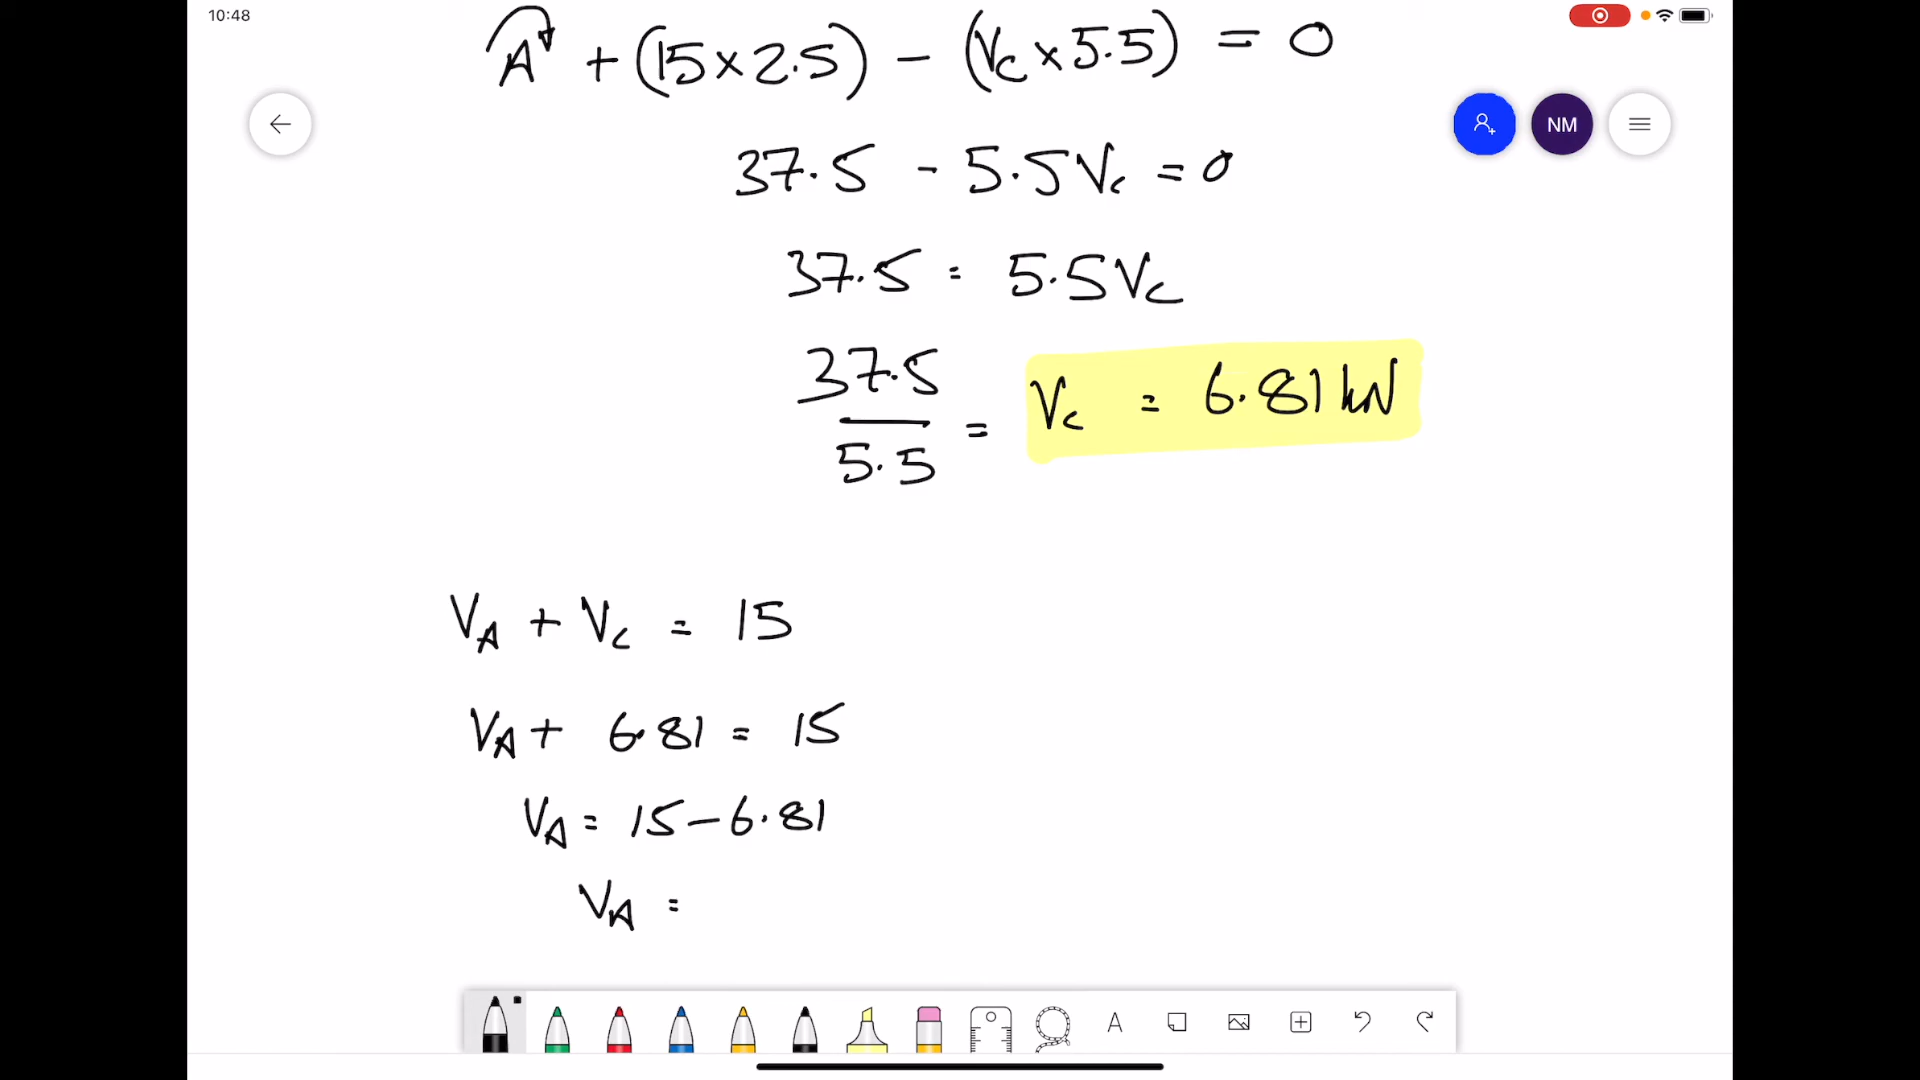 10:48
A + (15 × 2.5) - (Vc × 5.5) = 0
NM
37.5 - 5.5Vc = 0
37.5 = 5.5Vc
37.5
5.5
= Vc = 6.81 kN
VA + Vc = 15
VA + 6.81 = 15
VA = 15 - 6.81
VA =
A